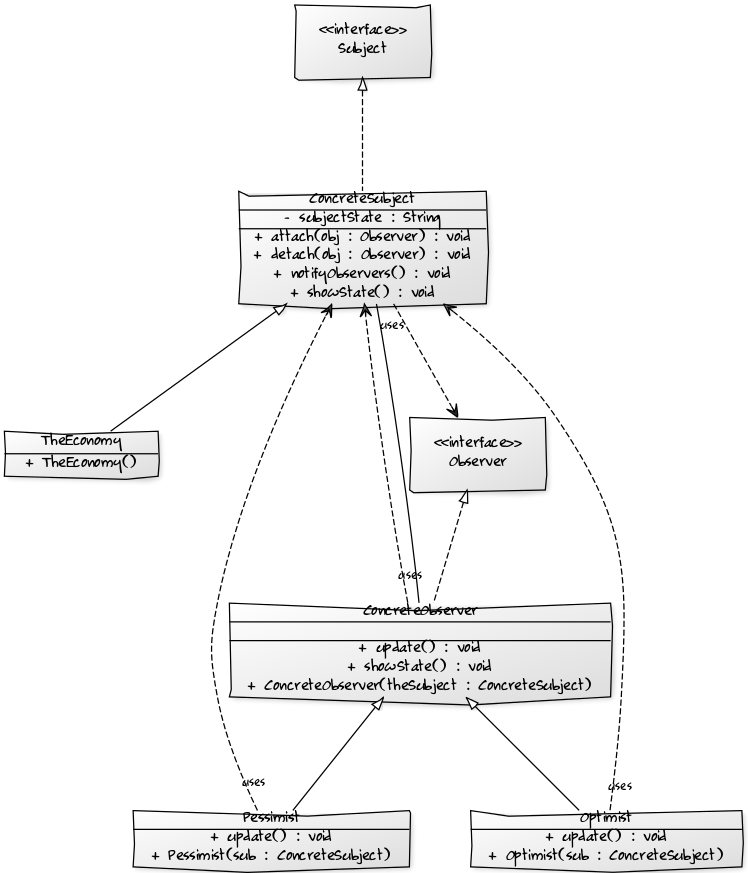 <<interface>>
Subject
ConcreteSubject
- subjectState : String
+ attach(obj : Observer) : void
+ detach(obj : Observer) : void
+ notifyObservers() : void
+ showState() : void
uses
TheEconomy
+ TheEconomy()
<<interface>>
Observer
uses
ConcreteObserver
+ update() : void
+ showState() : void
+ ConcreteObserver(theSubject : ConcreteSubject)
uses
uses
Pessimist
+ update() : void
+ Pessimist(sub : ConcreteSubject)
Optimist
+ update() : void
+ Optimist(sub : ConcreteSubject)